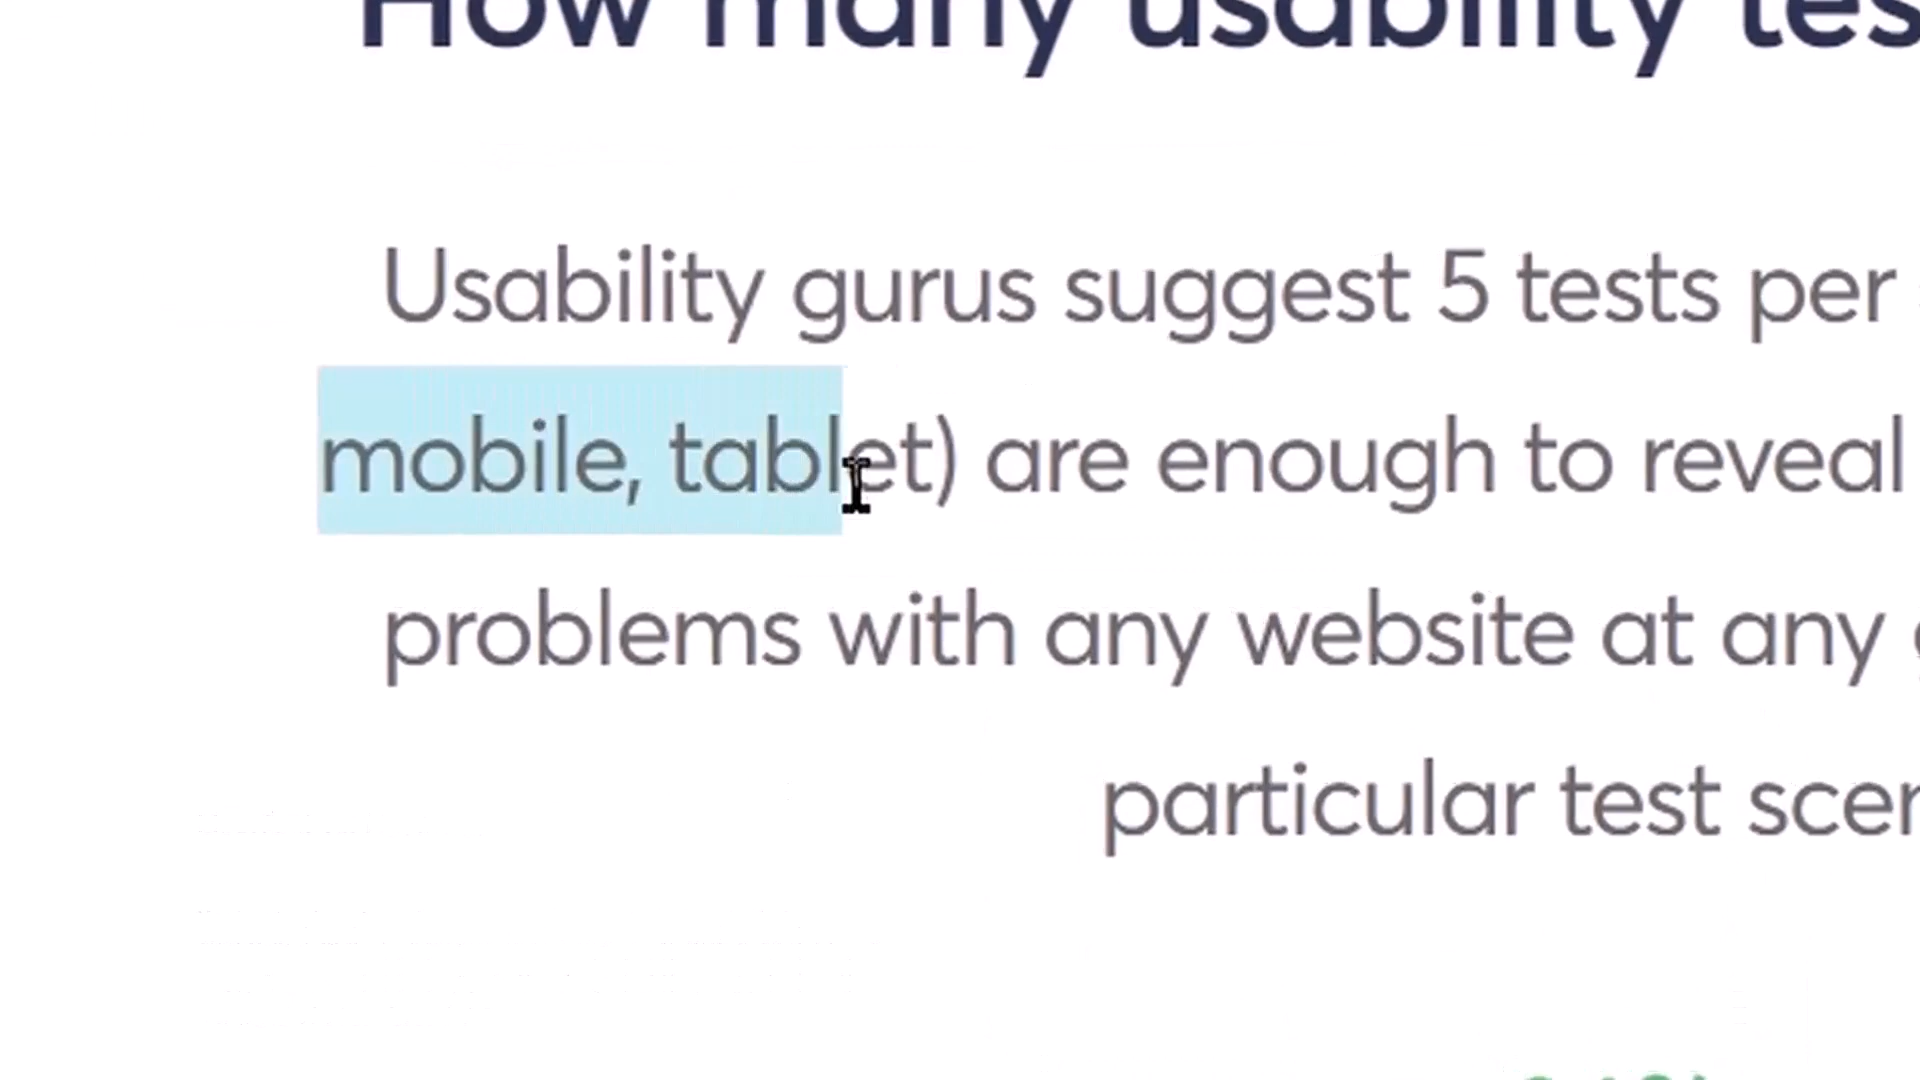 How many usability tes
Usability gurus suggest 5 tests per
mobile, tablet) are enough to reveal
problems with any website at any
particular test scen